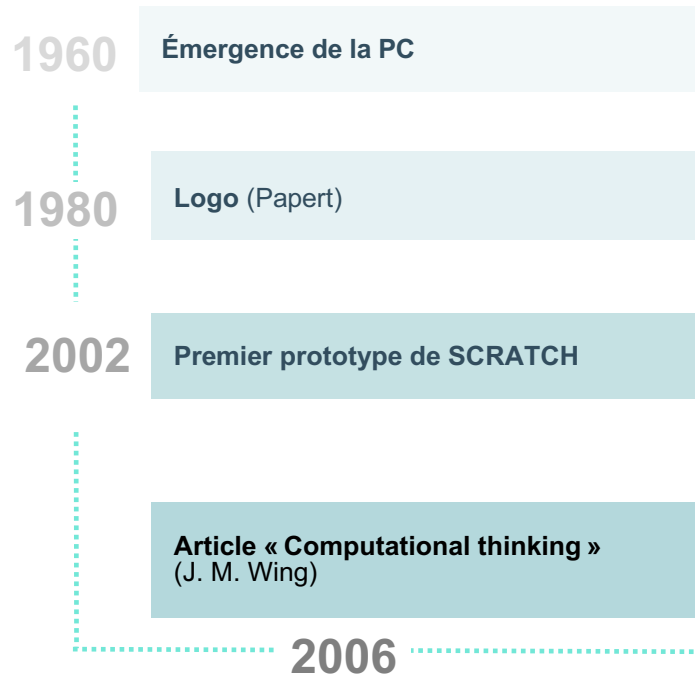 1960
Émergence de la PC
1980
Logo (Papert)
2002
Premier prototype de SCRATCH
Article « Computational thinking »
(J. M. Wing)
2006